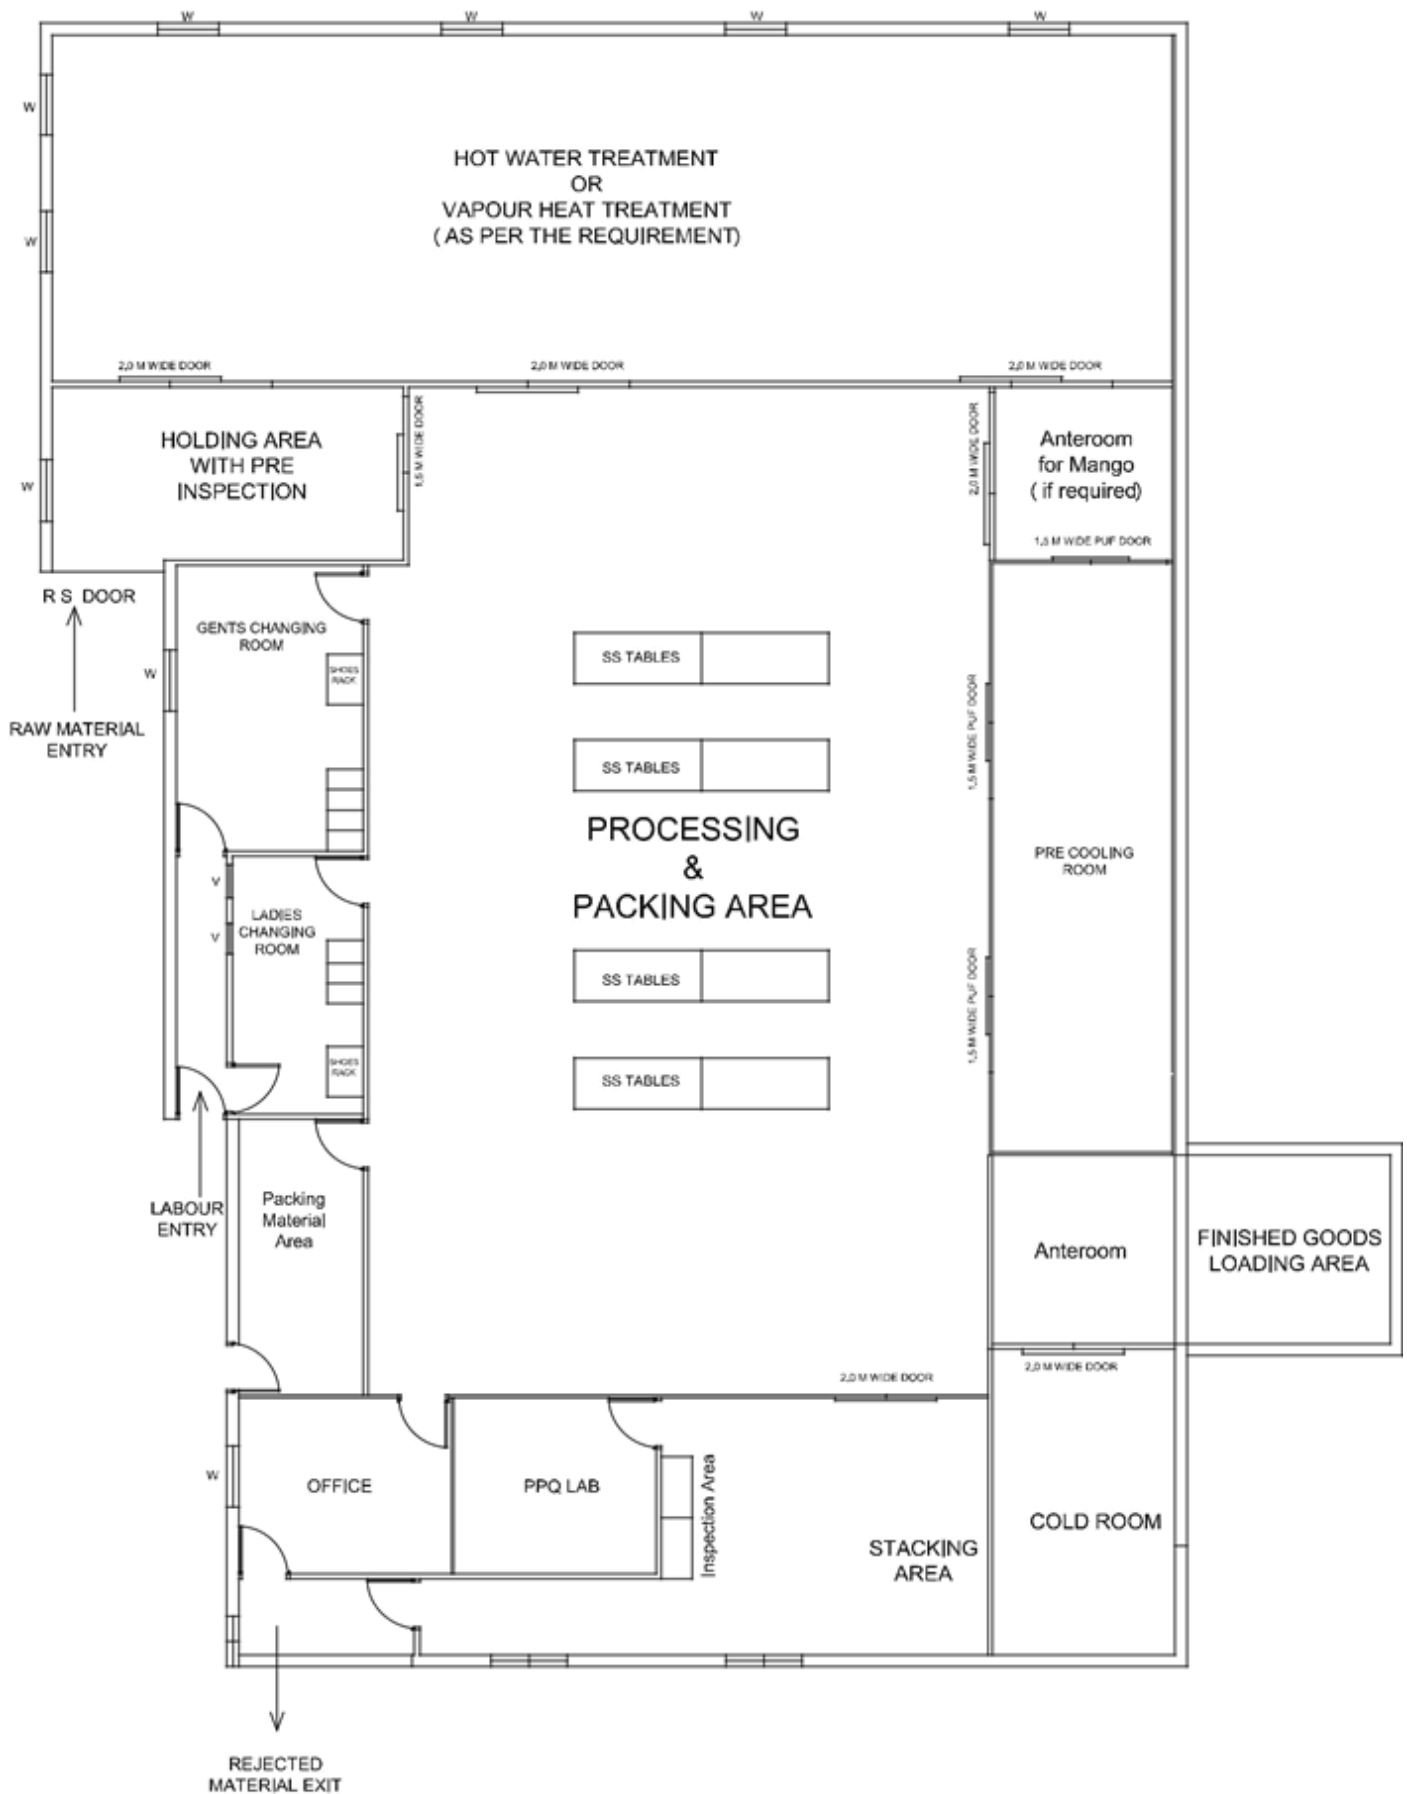 W
W
W
W
W
HOT WATER TREATMENT
OR
VAPOUR HEAT TREATMENT
( AS PER THE REQUIREMENT)
W
2,0 M WIDE DOOR
2,0 M WIDE DOOR
2,0 M WIDE DOOR
HOLDING AREA
WITH PRE
INSPECTION
1,5 M WIDE DOOR
2,0 M WIDE DOOR
Anteroom
for Mango
( if required)
W
1,5 M WIDE PUF DOOR
R S DOOR
GENTS CHANGING
ROOM
SHOES
RACK
W
SS TABLES
RAW MATERIAL
ENTRY
1,5 M WIDE PUF DOOR
SS TABLES
PROCESSING
&
PACKING AREA
PRE COOLING
ROOM
V
V
LADIES
CHANGING
ROOM
SS TABLES
1,5 M WIDE PUF DOOR
SHOES
RACK
SS TABLES
LABOUR
ENTRY
Packing
Material
Area
Anteroom
FINISHED GOODS
LOADING AREA
2,0 M WIDE DOOR
2,0 M WIDE DOOR
W
OFFICE
PPQ LAB
Inspection Area
STACKING
AREA
COLD ROOM
REJECTED
MATERIAL EXIT